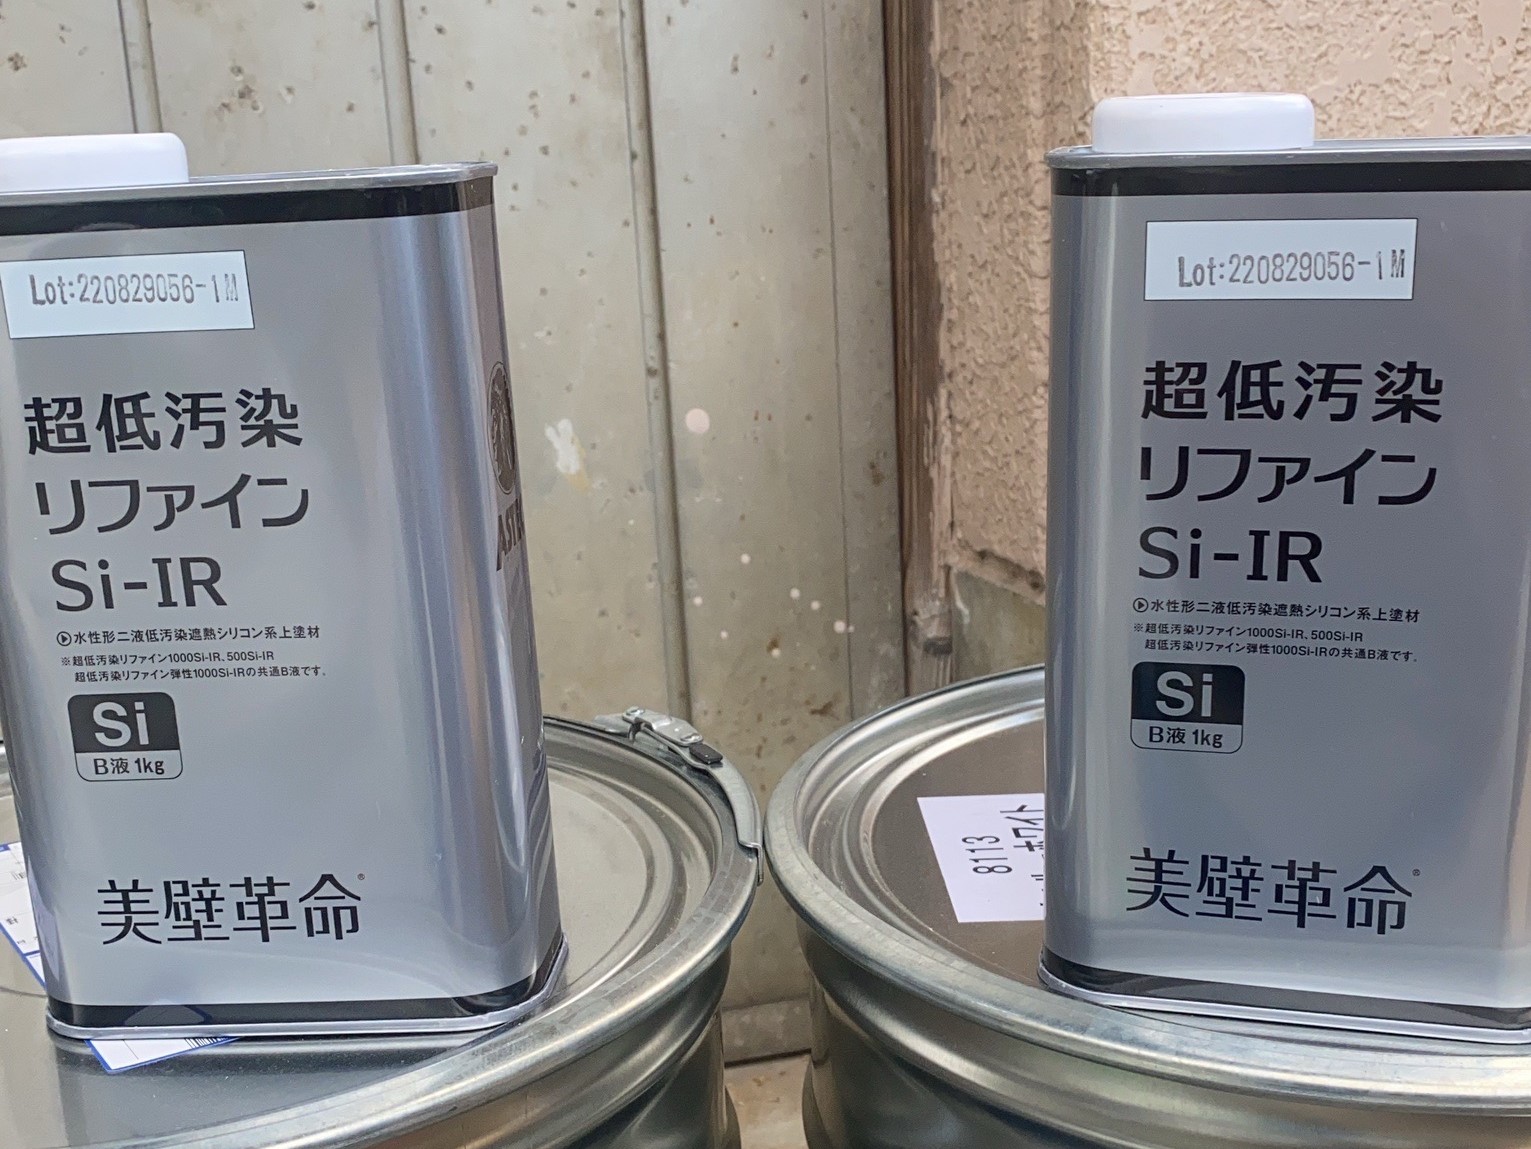 Lot:220829056-1M
超低汚染
リファイン
Si-IR
水性形二液低汚染遮熱シリコン系上塗材
※超低汚染リファイン1000Si-IR、500Si-IR
超低汚染リファイン弾性1000Si-IRの共通B液です。
Si
B液 1kg
美壁革命®
Lot:220829056-1M
超低汚染
リファイン
Si-IR
水性形二液低汚染遮熱シリコン系上塗材
※超低汚染リファイン1000Si-IR、500Si-IR
超低汚染リファイン弾性1000Si-IRの共通B液です。
Si
B液 1kg
美壁革命®
8113
ホワイト